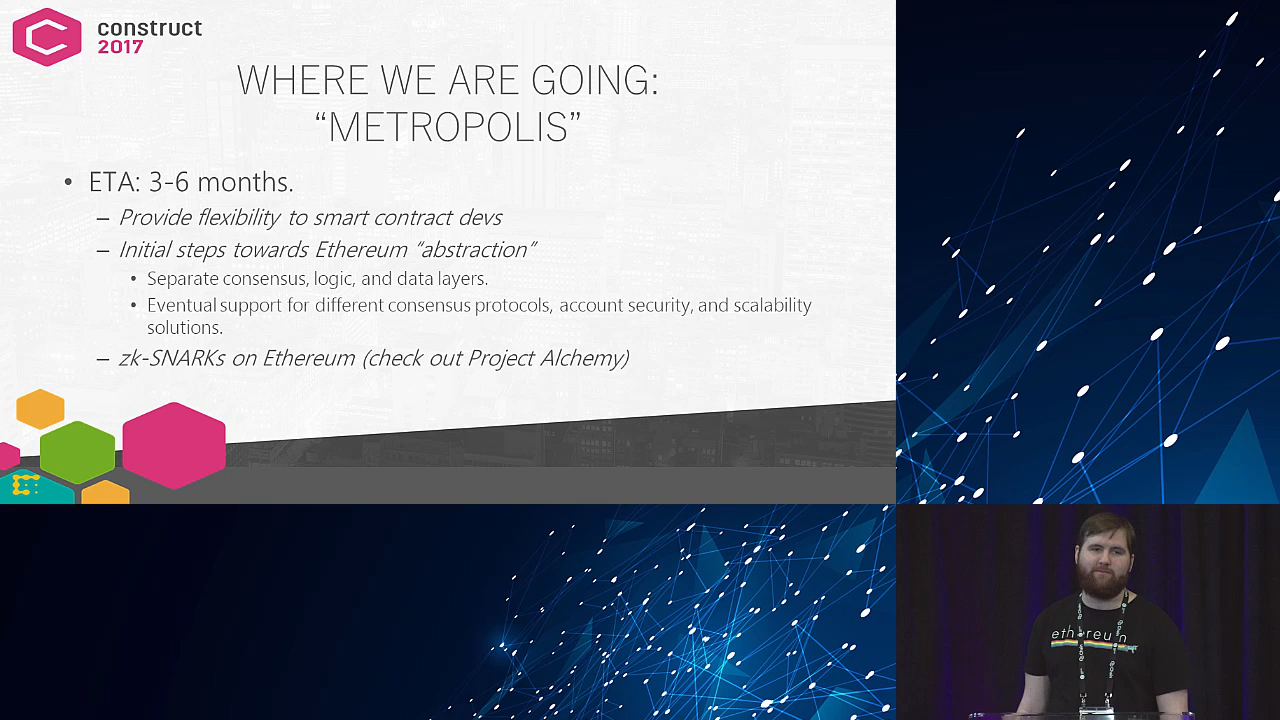 construct
2017
WHERE WE ARE GOING:
“METROPOLIS”
• ETA: 3-6 months.
– Provide flexibility to smart contract devs
– Initial steps towards Ethereum “abstraction”
• Separate consensus, logic, and data layers.
• Eventual support for different consensus protocols, account security, and scalability
solutions.
– zk-SNARKs on Ethereum (check out Project Alchemy)
ethereum